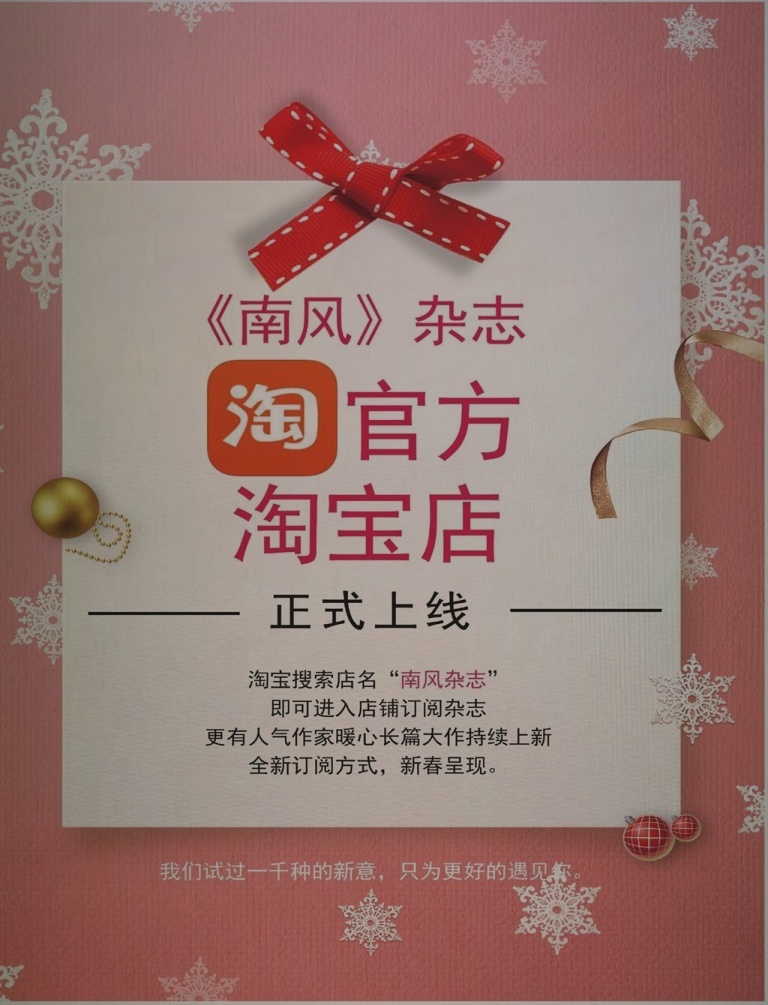 《南风》杂志
淘 官方
淘宝店
正式上线
淘宝搜索店名“南风杂志”
即可进入店铺订阅杂志
更有人气作家暖心长篇大作持续上新
全新订阅方式，新春呈现。
我们试过一千种的新意，只为更好的遇见你。